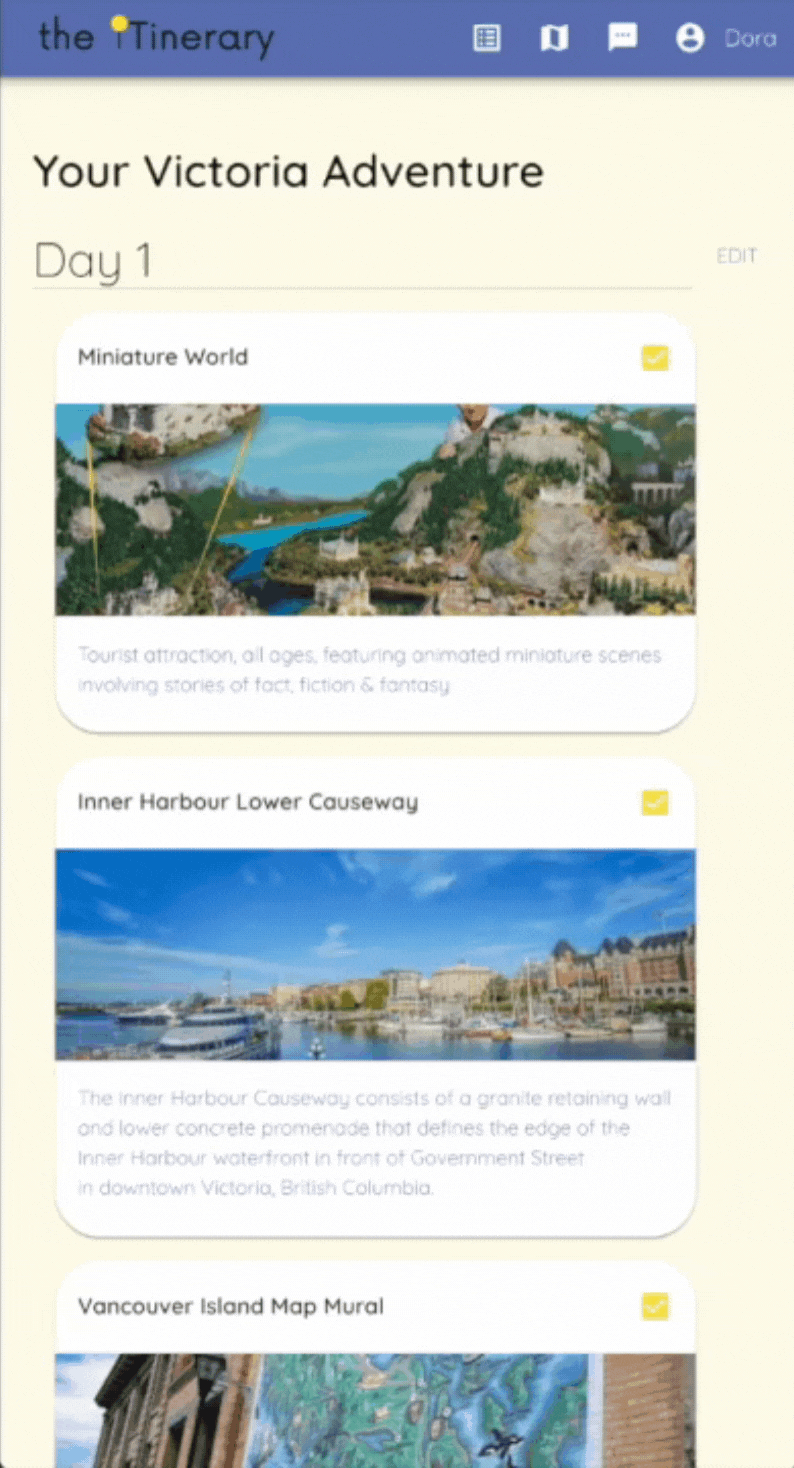 the iTinerary
Dora
Your Victoria Adventure
Day 1
EDIT
Miniature World
Tourist attraction, all ages, featuring animated miniature scenes
involving stories of fact, fiction & fantasy
Inner Harbour Lower Causeway
The Inner Harbour Causeway consists of a granite retaining wall
and lower concrete promenade that defines the edge of the
Inner Harbour waterfront in front of Government Street
in downtown Victoria, British Columbia.
Vancouver Island Map Mural